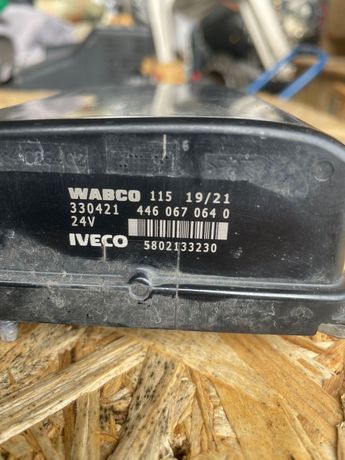 WABCO 115 19/21
330421 446 067 064 0
24V
IVECO 5802133230